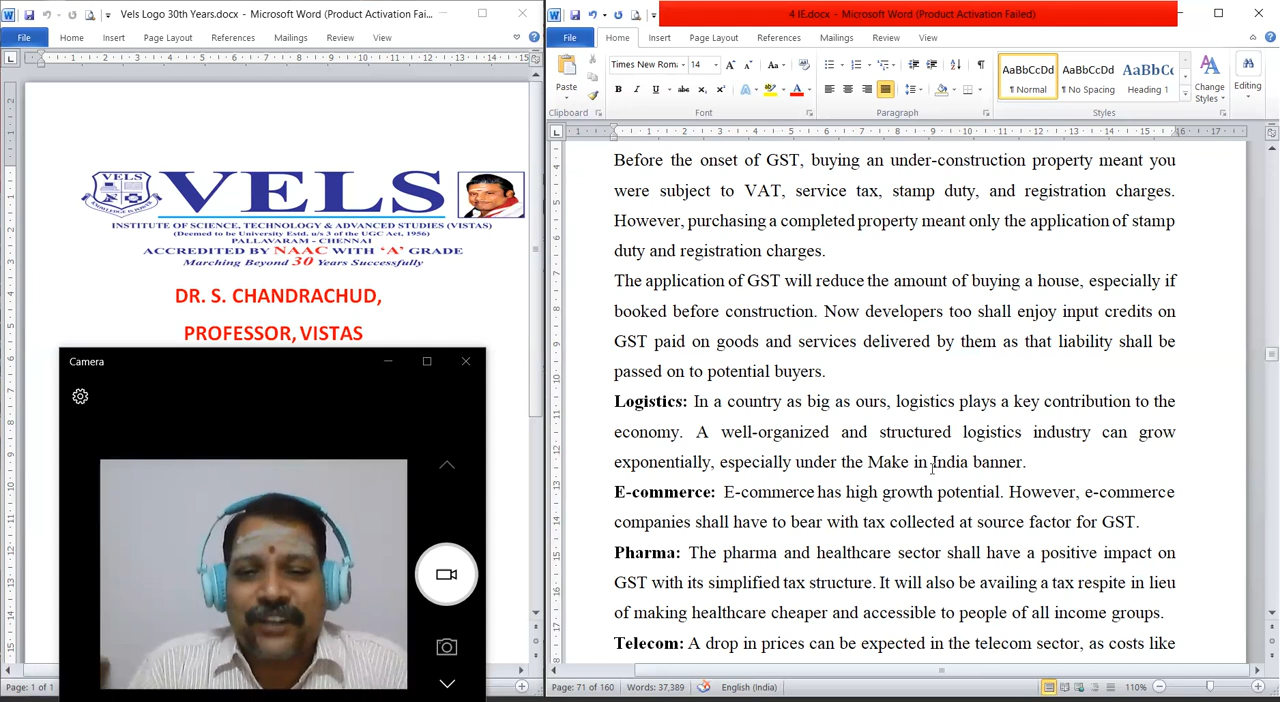 Vels Logo 30th Years.docx - Microsoft Word (Product Activation Fai...
File Home Insert Page Layout References Mailings Review View
VELS
VELS
INSTITUTE OF SCIENCE, TECHNOLOGY & ADVANCED STUDIES (VISTAS)
(Deemed to be University Estd. u/s 3 of the UGC Act, 1956)
PALLAVARAM - CHENNAI
ACCREDITED BY NAAC WITH ‘A’ GRADE
Marching Beyond 30 Years Successfully
DR. S. CHANDRACHUD,
PROFESSOR, VISTAS
Camera
Page: 1 of 1
4 IE.docx - Microsoft Word (Product Activation Failed)
File Home Insert Page Layout References Mailings Review View
Paste
Clipboard
Times New Rom 14
Font
Paragraph
AaBbCcDd AaBbCcDd AaBbCc
¶ Normal ¶ No Spacing Heading 1
Styles
Change
Styles
Editing
Before the onset of GST, buying an under-construction property meant you
were subject to VAT, service tax, stamp duty, and registration charges.
However, purchasing a completed property meant only the application of stamp
duty and registration charges.
The application of GST will reduce the amount of buying a house, especially if
booked before construction. Now developers too shall enjoy input credits on
GST paid on goods and services delivered by them as that liability shall be
passed on to potential buyers.
Logistics: In a country as big as ours, logistics plays a key contribution to the
economy. A well-organized and structured logistics industry can grow
exponentially, especially under the Make in India banner.
E-commerce: E-commerce has high growth potential. However, e-commerce
companies shall have to bear with tax collected at source factor for GST.
Pharma: The pharma and healthcare sector shall have a positive impact on
GST with its simplified tax structure. It will also be availing a tax respite in lieu
of making healthcare cheaper and accessible to people of all income groups.
Telecom: A drop in prices can be expected in the telecom sector, as costs like
Page: 71 of 160 Words: 37,389 English (India) 110%